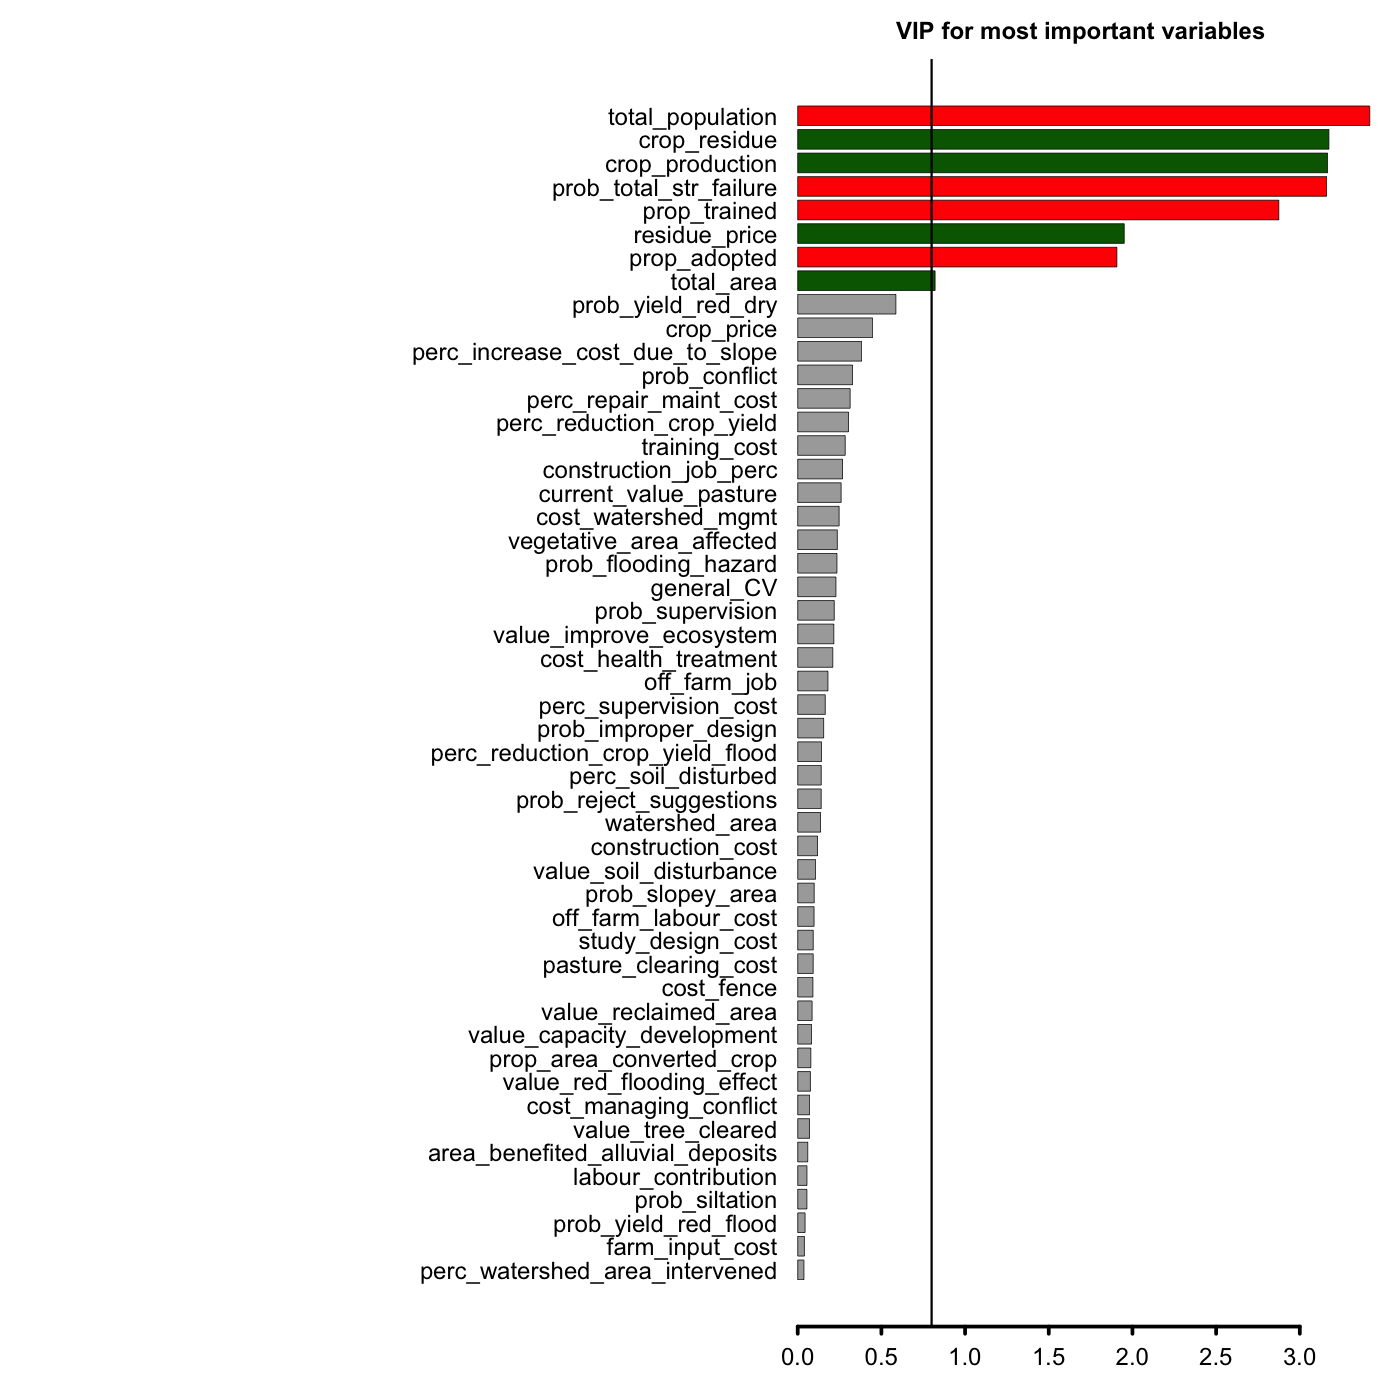 VIP for most important variables
total_population
crop_residue
crop_production
prob_total_str_failure
prop_trained
residue_price
prop_adopted
total_area
prob_yield_red_dry
crop_price
perc_increase_cost_due_to_slope
prob_conflict
perc_repair_maint_cost
perc_reduction_crop_yield
training_cost
construction_job_perc
current_value_pasture
cost_watershed_mgmt
vegetative_area_affected
prob_flooding_hazard
general_CV
prob_supervision
value_improve_ecosystem
cost_health_treatment
off_farm_job
perc_supervision_cost
prob_improper_design
perc_reduction_crop_yield_flood
perc_soil_disturbed
prob_reject_suggestions
watershed_area
construction_cost
value_soil_disturbance
prob_slopey_area
off_farm_labour_cost
study_design_cost
pasture_clearing_cost
cost_fence
value_reclaimed_area
value_capacity_development
prop_area_converted_crop
value_red_flooding_effect
cost_managing_conflict
value_tree_cleared
area_benefited_alluvial_deposits
labour_contribution
prob_siltation
prob_yield_red_flood
farm_input_cost
perc_watershed_area_intervened
0.0 0.5 1.0 1.5 2.0 2.5 3.0